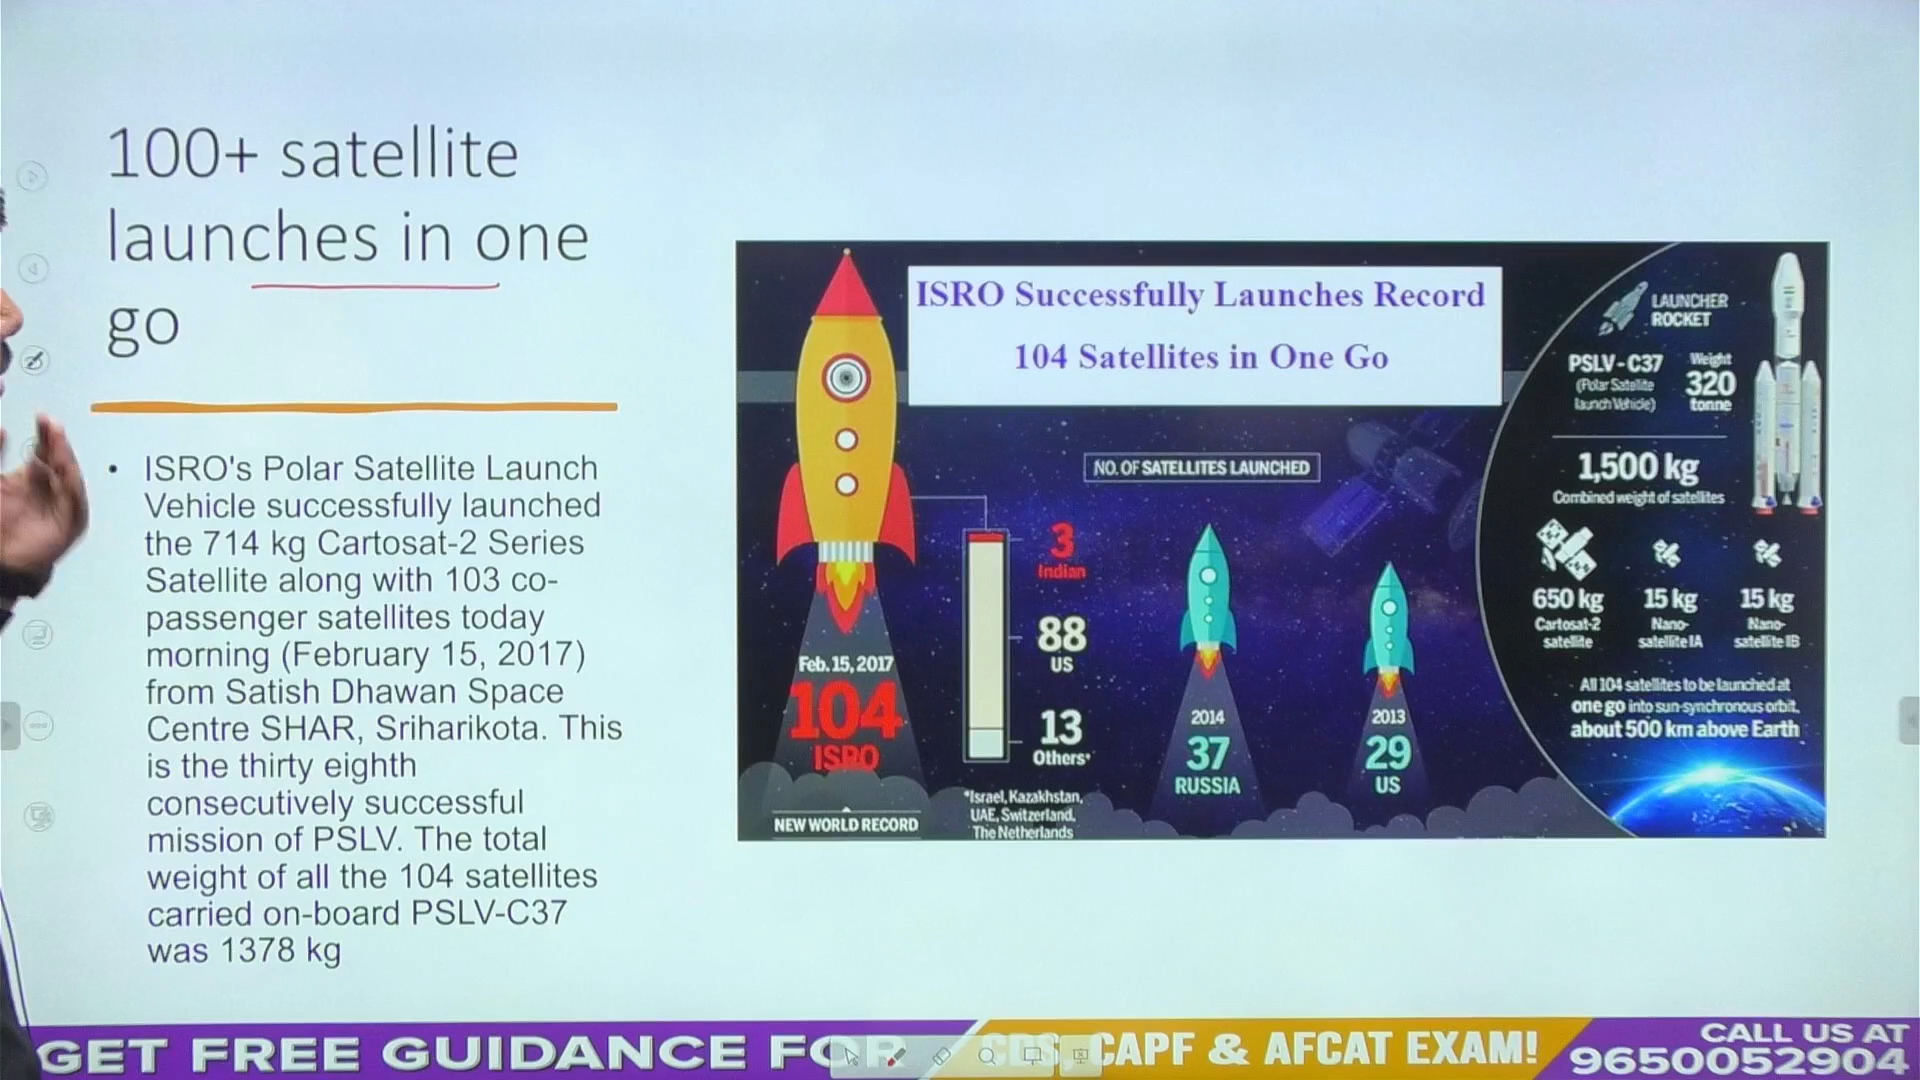 100+ satellite
launches in one
go
• ISRO's Polar Satellite Launch
Vehicle successfully launched
the 714 kg Cartosat-2 Series
Satellite along with 103 co-
passenger satellites today
morning (February 15, 2017)
from Satish Dhawan Space
Centre SHAR, Sriharikota. This
is the thirty eighth
consecutively successful
mission of PSLV. The total
weight of all the 104 satellites
carried on-board PSLV-C37
was 1378 kg
ISRO Successfully Launches Record
104 Satellites in One Go
NO. OF SATELLITES LAUNCHED
3
Indian
88
US
13
Others*
*Israel, Kazakhstan,
UAE, Switzerland,
The Netherlands
Feb. 15, 2017
104
ISRO
NEW WORLD RECORD
2014
37
RUSSIA
2013
29
US
LAUNCHER
ROCKET
PSLV-C37
(Polar Satellite
launch Vehicle)
Weight
320
tonne
1,500 kg
Combined weight of satellites
650 kg
Cartosat-2
satellite
15 kg
Nano-
satellite IA
15 kg
Nano-
satellite IB
All 104 satellites to be launched at
one go into sun-synchronous orbit,
about 500 km above Earth
GET FREE GUIDANCE FOR CDS, CAPF & AFCAT EXAM!
CALL US AT
9650052904